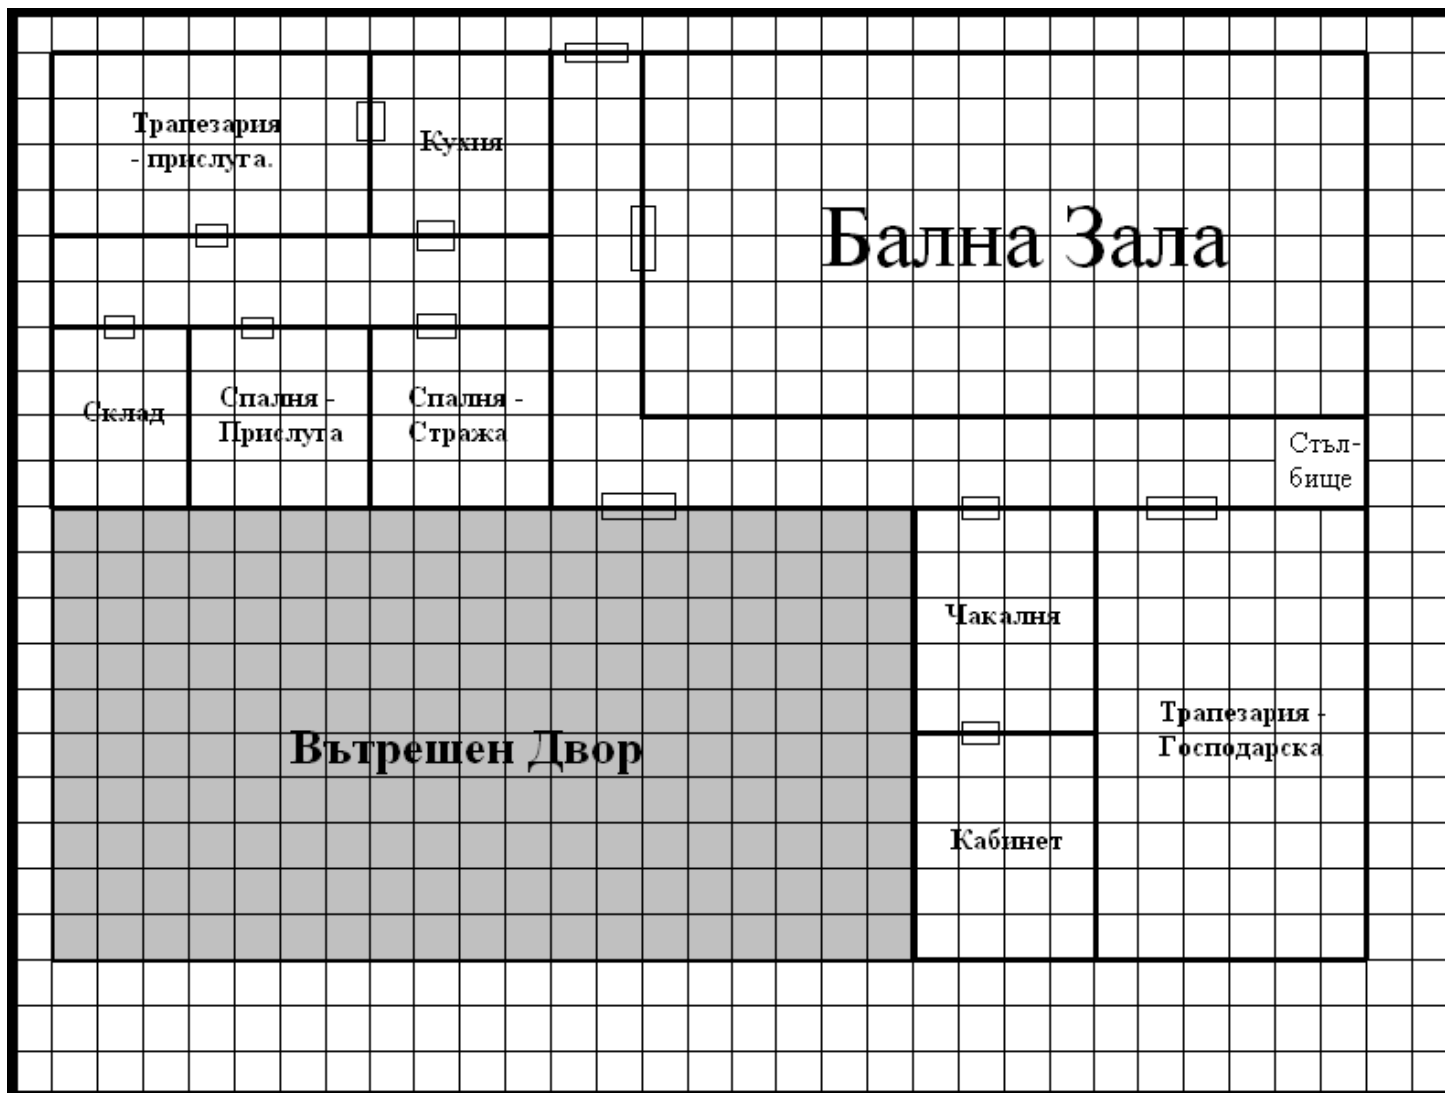 Трапезария
- прислуга.
Кухня
Бална Зала
Склад
Спалня -
Прислуга
Спалня -
Стража
Стъл-
бище
Чакалня
Трапезария -
Господарска
Вътрешен Двор
Кабинет